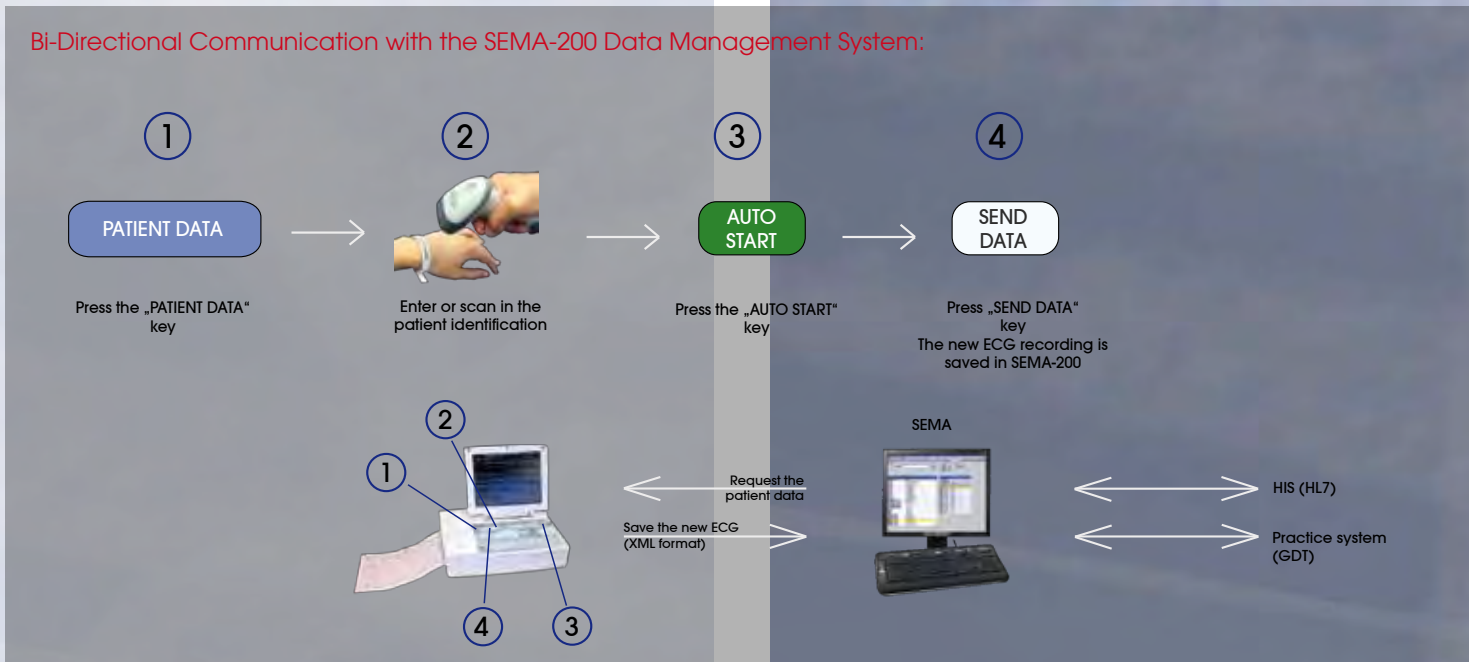 Bi-Directional Communication with the SEMA-200 Data Management System:
1
2
3
4
PATIENT DATA
AUTO
START
SEND
DATA
Press the „PATIENT DATA“
key
Enter or scan in the
patient identification
Press the „AUTO START“
key
Press „SEND DATA“
key
The new ECG recording is
saved in SEMA-200
2
1
4
3
Request the
patient data
Save the new ECG
(XML format)
SEMA
HIS (HL7)
Practice system
(GDT)